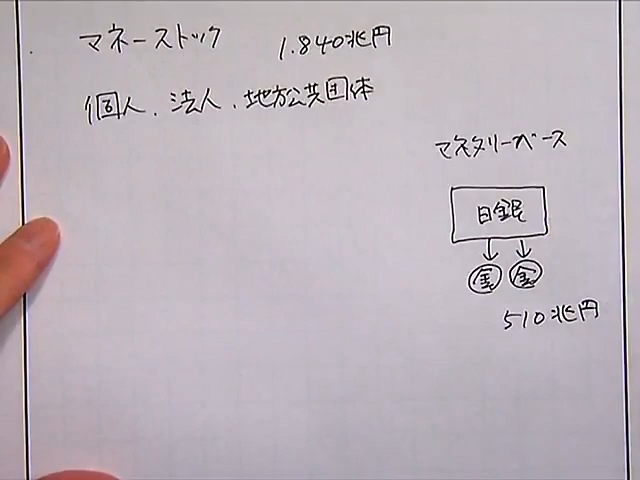 マネーストック 1.840兆円
個人、法人、地方公共団体
マネタリーベース
日銀
金 金
510兆円